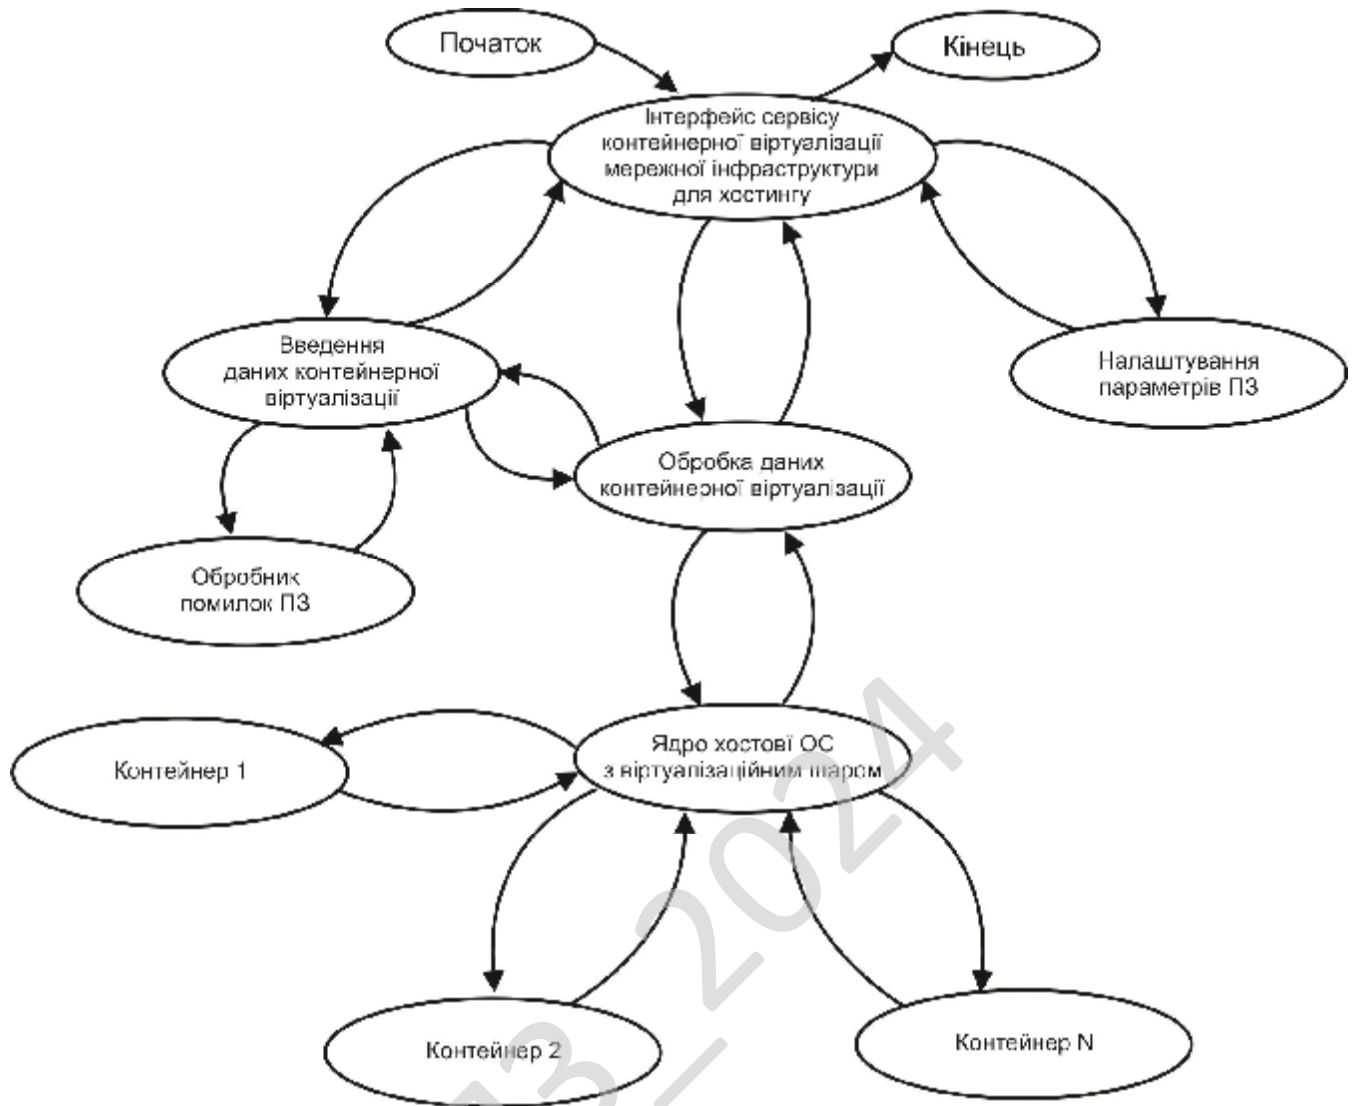 Початок
Кінець
Інтерфейс сервісу
контейнерної віртуалізації
мережної інфраструктури
для хостингу
Введення
даних контейнерної
віртуалізації
Налаштування
параметрів ПЗ
Обробка даних
контейнерної віртуалізації
Обробник
помилок ПЗ
Ядро хостової ОС
з віртуалізаційним шаром
Контейнер 1
Контейнер 2
Контейнер N
3_2024